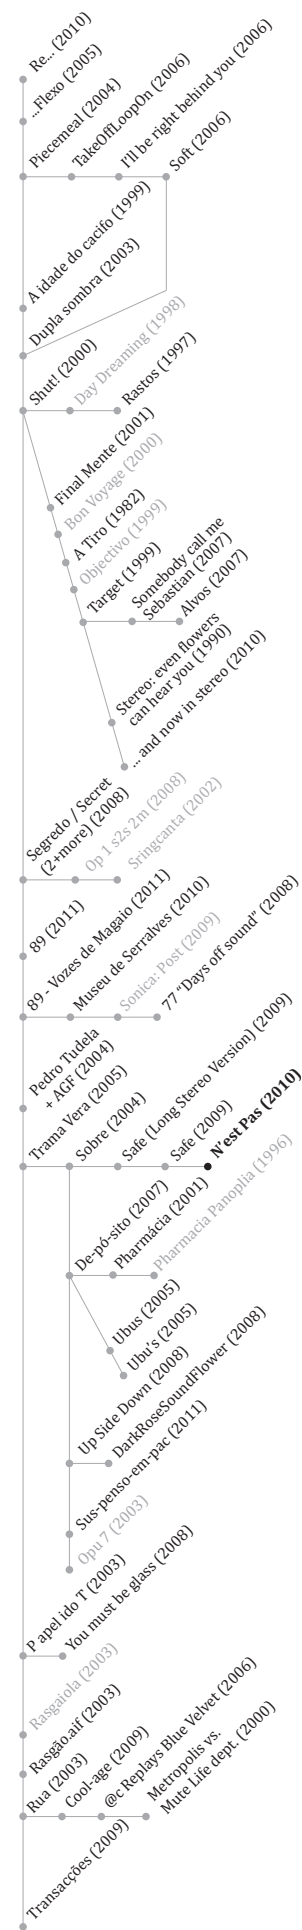 Re... (2010)
...Flexo (2005)
Piecemeal (2004)
TakeOffLoopOn (2006)
I'll be right behind you (2006)
Soft (2006)
A idade do cacifo (1999)
Dupla sombra (2003)
Shut! (2000)
Day Dreaming (1998)
Rastos (1997)
Final Mente (2001)
Bon Voyage (2000)
A Tiro (1982)
Objectivo (1999)
Target (1999)
Somebody call me
Sebastian (2007)
Alvos (2007)
Stereo: even flowers
can hear you (1990)
... and now in stereo (2010)
Segredo / Secret
(2+more) (2008)
Op 1 s2s 2m (2008)
Sringcanta (2002)
89 (2011)
89 - Vozes de Magaio (2011)
Museu de Serralves (2010)
Sonica: Post (2009)
77 “Days off sound” (2008)
Pedro Tudela
+ AGF (2004)
Trama Vera (2005)
Sobre (2004)
Safe (Long Stereo Version) (2009)
Safe (2009)
N'est Pas (2010)
De-pó-sito (2007)
Pharmácia (2001)
Pharmacia Panoplia (1996)
Ubus (2005)
Ubu's (2005)
Up Side Down (2008)
DarkRoseSoundFlower (2008)
Sus-penso-em-pac (2011)
Opu 7 (2003)
P apel ido T (2003)
You must be glass (2008)
Rasgaiola (2003)
Rasgãoaif (2003)
Rua (2003)
Cool-age (2009)
@c Replays Blue Velvet (2006)
Metropolis vs.
Mute Life dept. (2000)
Transacções (2009)